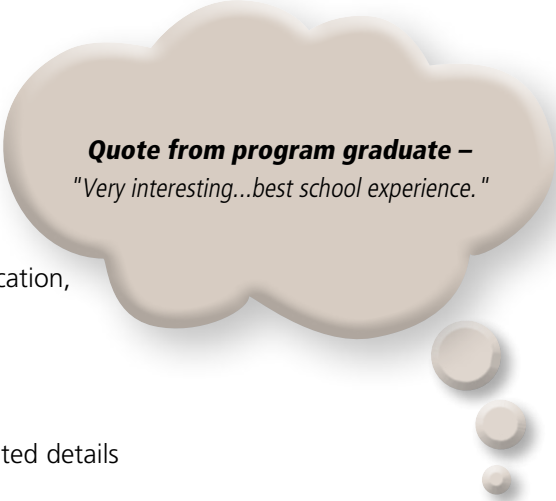 Quote from program graduate –
"Very interesting...best school experience."
cation,
ted details